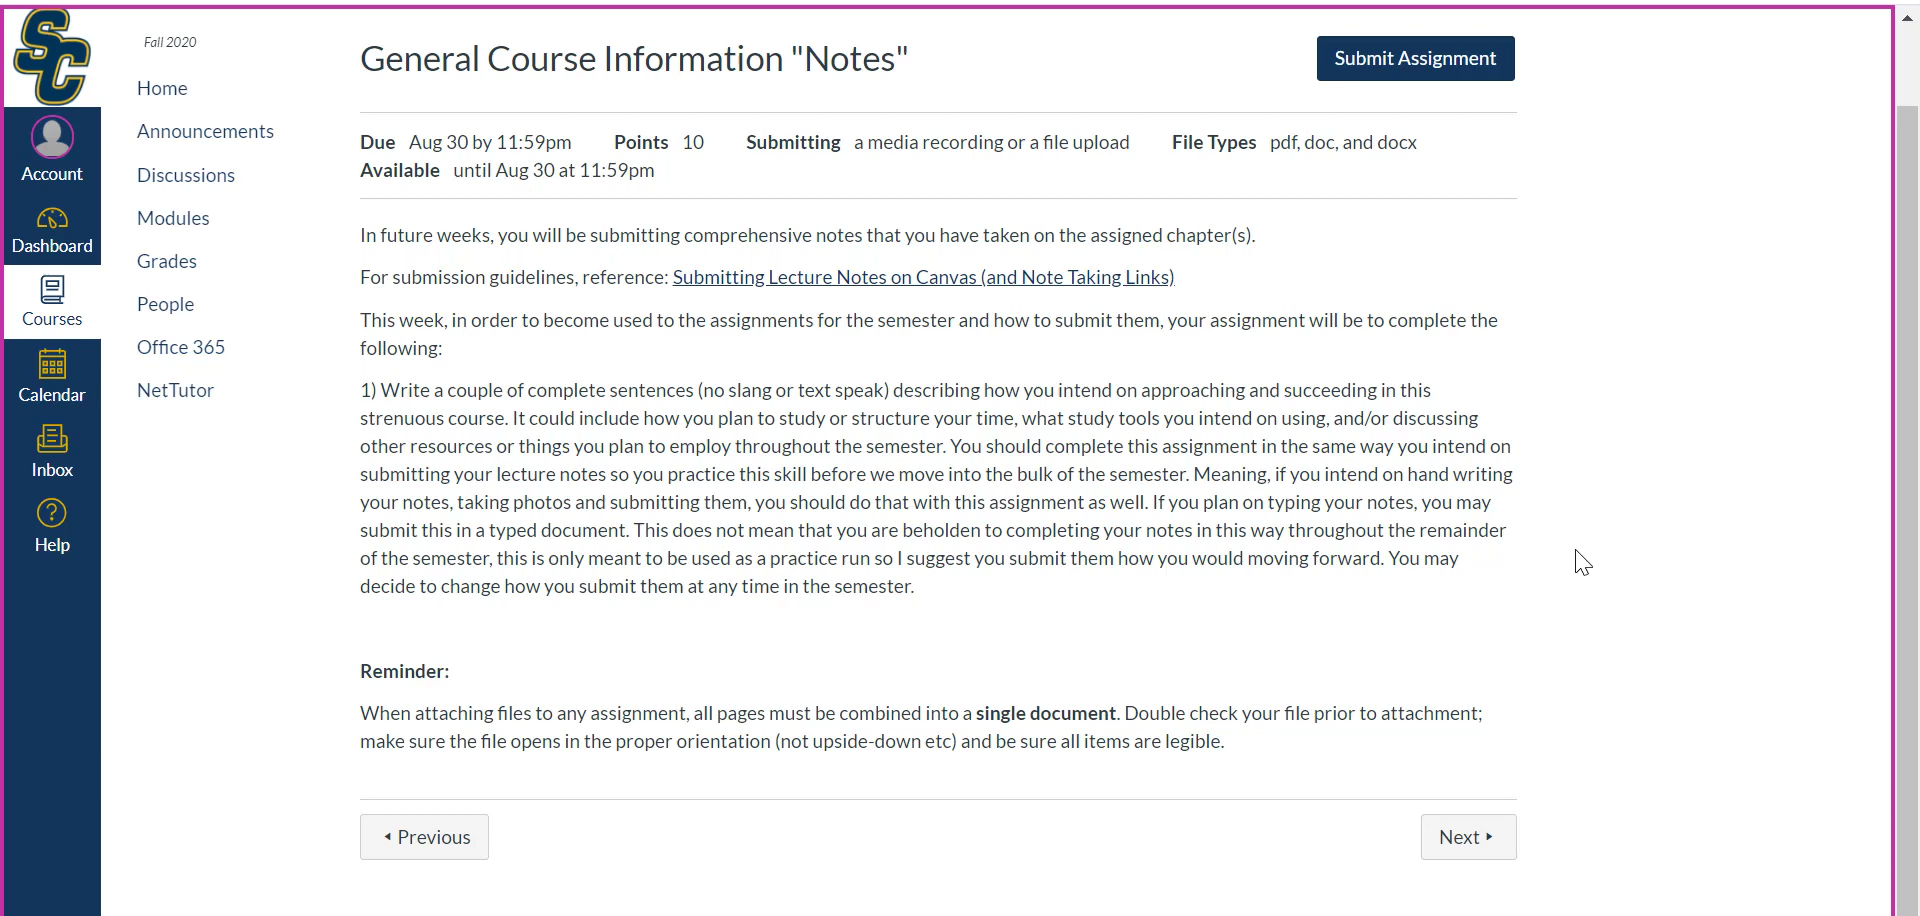 SC
Fall 2020
Account
Dashboard
Courses
Calendar
Inbox
Help
Home
Announcements
Discussions
Modules
Grades
People
Office 365
NetTutor
General Course Information "Notes"
Submit Assignment
Due Aug 30 by 11:59pm Points 10 Submitting a media recording or a file upload File Types pdf, doc, and docx
Available until Aug 30 at 11:59pm
In future weeks, you will be submitting comprehensive notes that you have taken on the assigned chapter(s).
For submission guidelines, reference: Submitting Lecture Notes on Canvas (and Note Taking Links)
This week, in order to become used to the assignments for the semester and how to submit them, your assignment will be to complete the
following:
1) Write a couple of complete sentences (no slang or text speak) describing how you intend on approaching and succeeding in this
strenuous course. It could include how you plan to study or structure your time, what study tools you intend on using, and/or discussing
other resources or things you plan to employ throughout the semester. You should complete this assignment in the same way you intend on
submitting your lecture notes so you practice this skill before we move into the bulk of the semester. Meaning, if you intend on hand writing
your notes, taking photos and submitting them, you should do that with this assignment as well. If you plan on typing your notes, you may
submit this in a typed document. This does not mean that you are beholden to completing your notes in this way throughout the remainder
of the semester, this is only meant to be used as a practice run so I suggest you submit them how you would moving forward. You may
decide to change how you submit them at any time in the semester.
Reminder:
When attaching files to any assignment, all pages must be combined into a single document. Double check your file prior to attachment;
make sure the file opens in the proper orientation (not upside-down etc) and be sure all items are legible.
Previous
Next